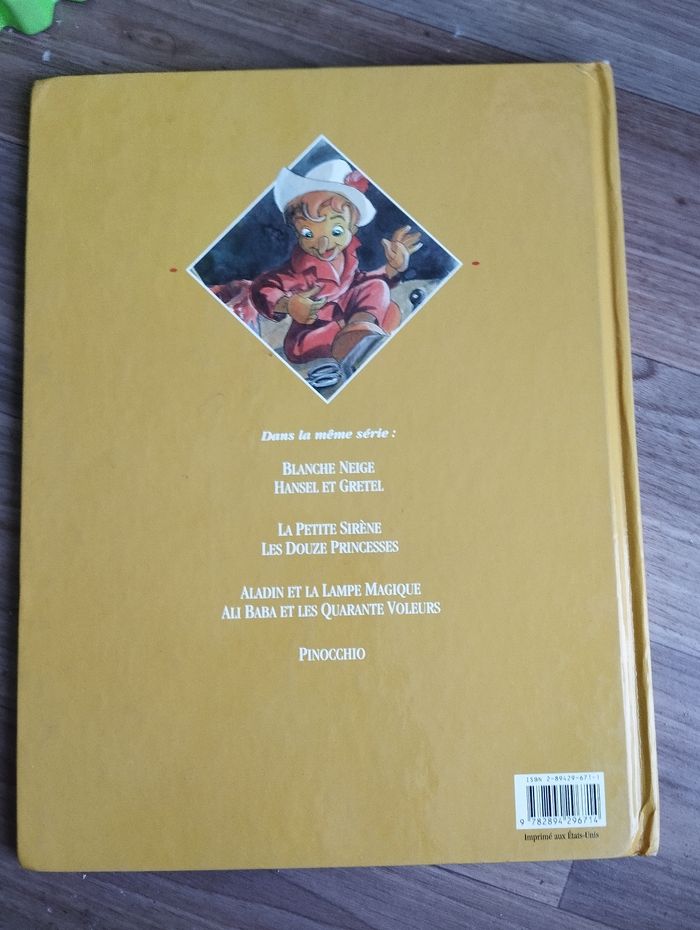 Dans la même série :
BLANCHE NEIGE
HANSEL ET GRETEL
LA PETITE SIRÈNE
LES DOUZE PRINCESSES
ALADIN ET LA LAMPE MAGIQUE
ALI BABA ET LES QUARANTE VOLEURS
PINOCCHIO
ISBN 2-89429-671-1
9 782894 296714
Imprimé aux États-Unis